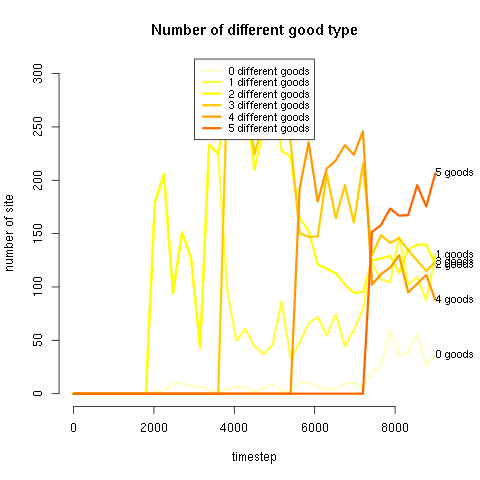 Number of different good type
0 different goods
1 different goods
2 different goods
3 different goods
4 different goods
5 different goods
300
250
200
150
100
50
0
number of site
5 goods
1 goods
2 goods
4 goods
0 goods
0 2000 4000 6000 8000
timestep